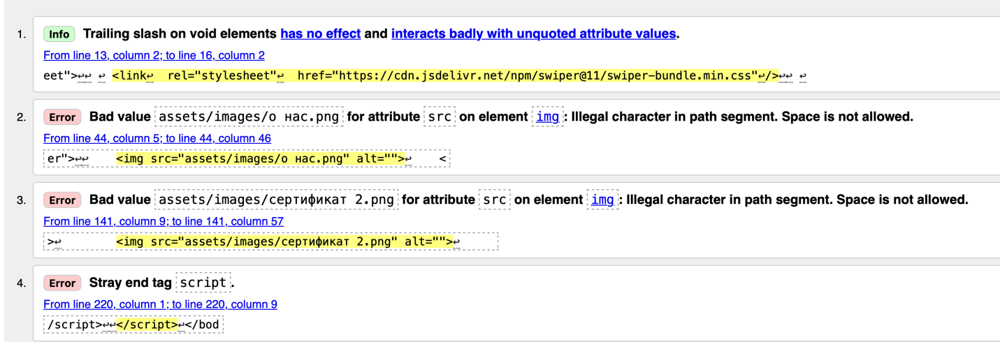 1. Info Trailing slash on void elements has no effect and interacts badly with unquoted attribute values.
From line 13, column 2; to line 16, column 2
eet">↩↩ ↩ <link↩  rel="stylesheet"↩  href="https://cdn.jsdelivr.net/npm/swiper@11/swiper-bundle.min.css"↩/>↩↩ ↩
2. Error Bad value assets/images/о нас.png for attribute src on element img: Illegal character in path segment. Space is not allowed.
From line 44, column 5; to line 44, column 46
er">↩↩    <img src="assets/images/о нас.png" alt="">↩    <
3. Error Bad value assets/images/сертификат 2.png for attribute src on element img: Illegal character in path segment. Space is not allowed.
From line 141, column 9; to line 141, column 57
>↩        <img src="assets/images/сертификат 2.png" alt="">↩
4. Error Stray end tag script.
From line 220, column 1; to line 220, column 9
/script>↩↩</script>↩</bod